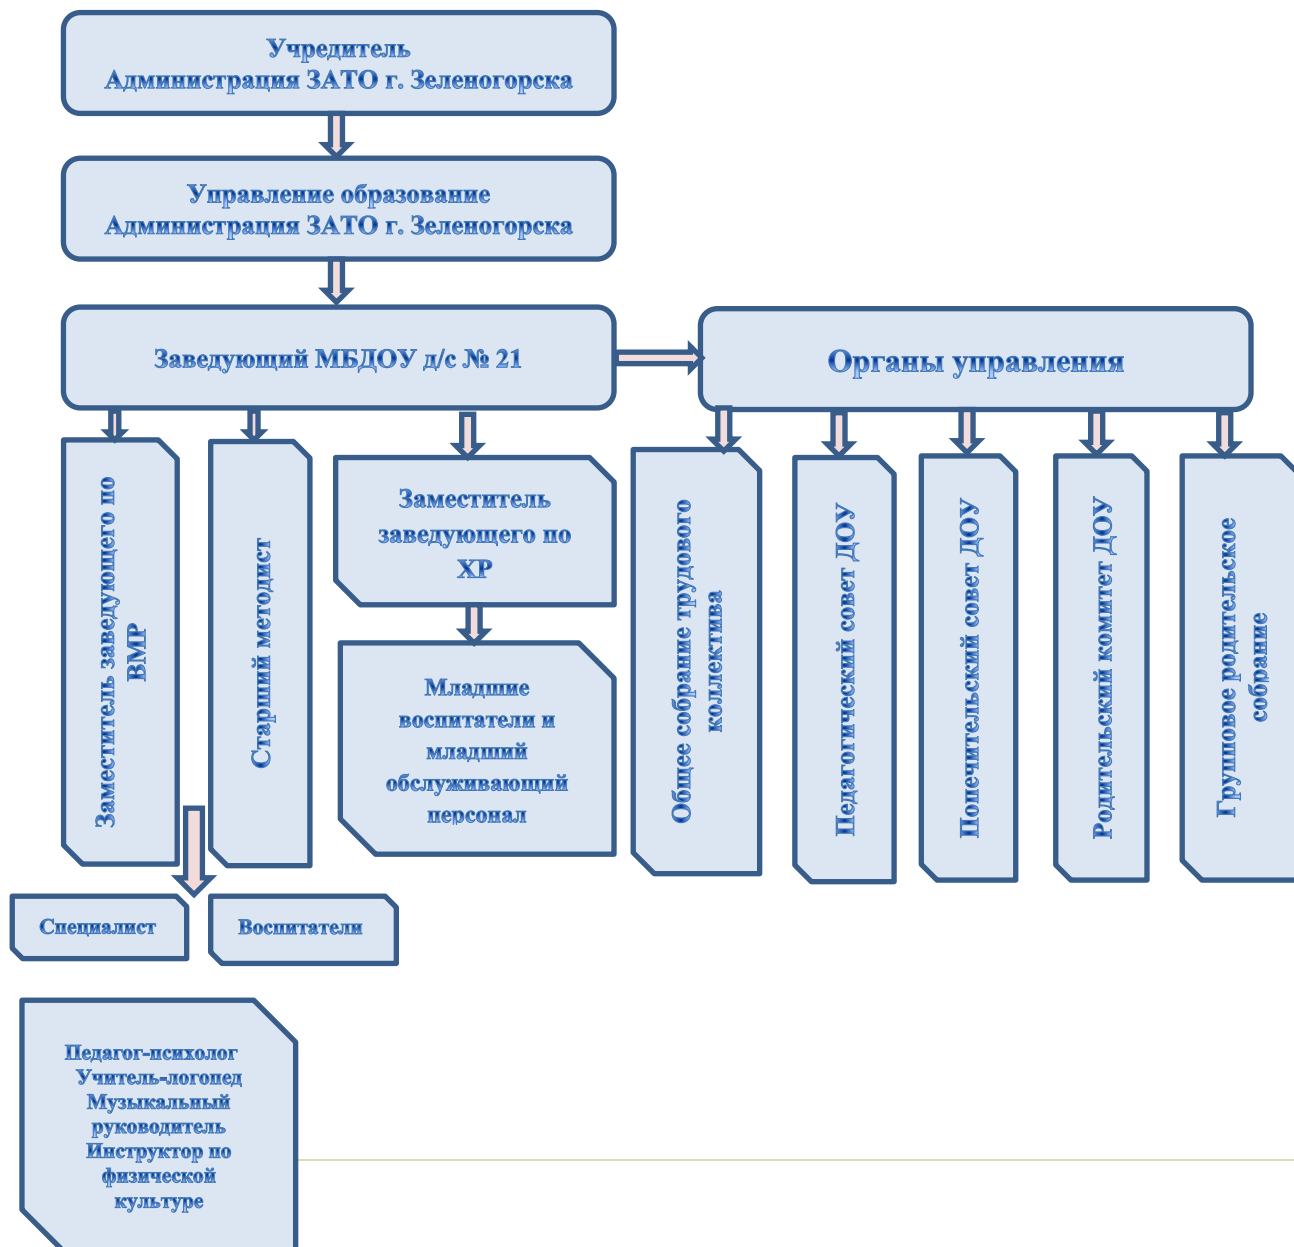 Учредитель
Администрация ЗАТО г. Зеленогорска
Управление образование
Администрация ЗАТО г. Зеленогорска
Заведующий МБДОУ д/с № 21
Органы управления
Заместитель заведующего по
ВМР
Старший методист
Заместитель
заведующего по
ХР
Младшие
воспитатели и
младший
обслуживающий
персонал
Общее собрание трудового
коллектива
Педагогический совет ДОУ
Попечительский совет ДОУ
Родительский комитет ДОУ
Групповое родительское
собрание
Специалист
Воспитатели
Педагог-психолог
Учитель-логопед
Музыкальный
руководитель
Инструктор по
физической
культуре